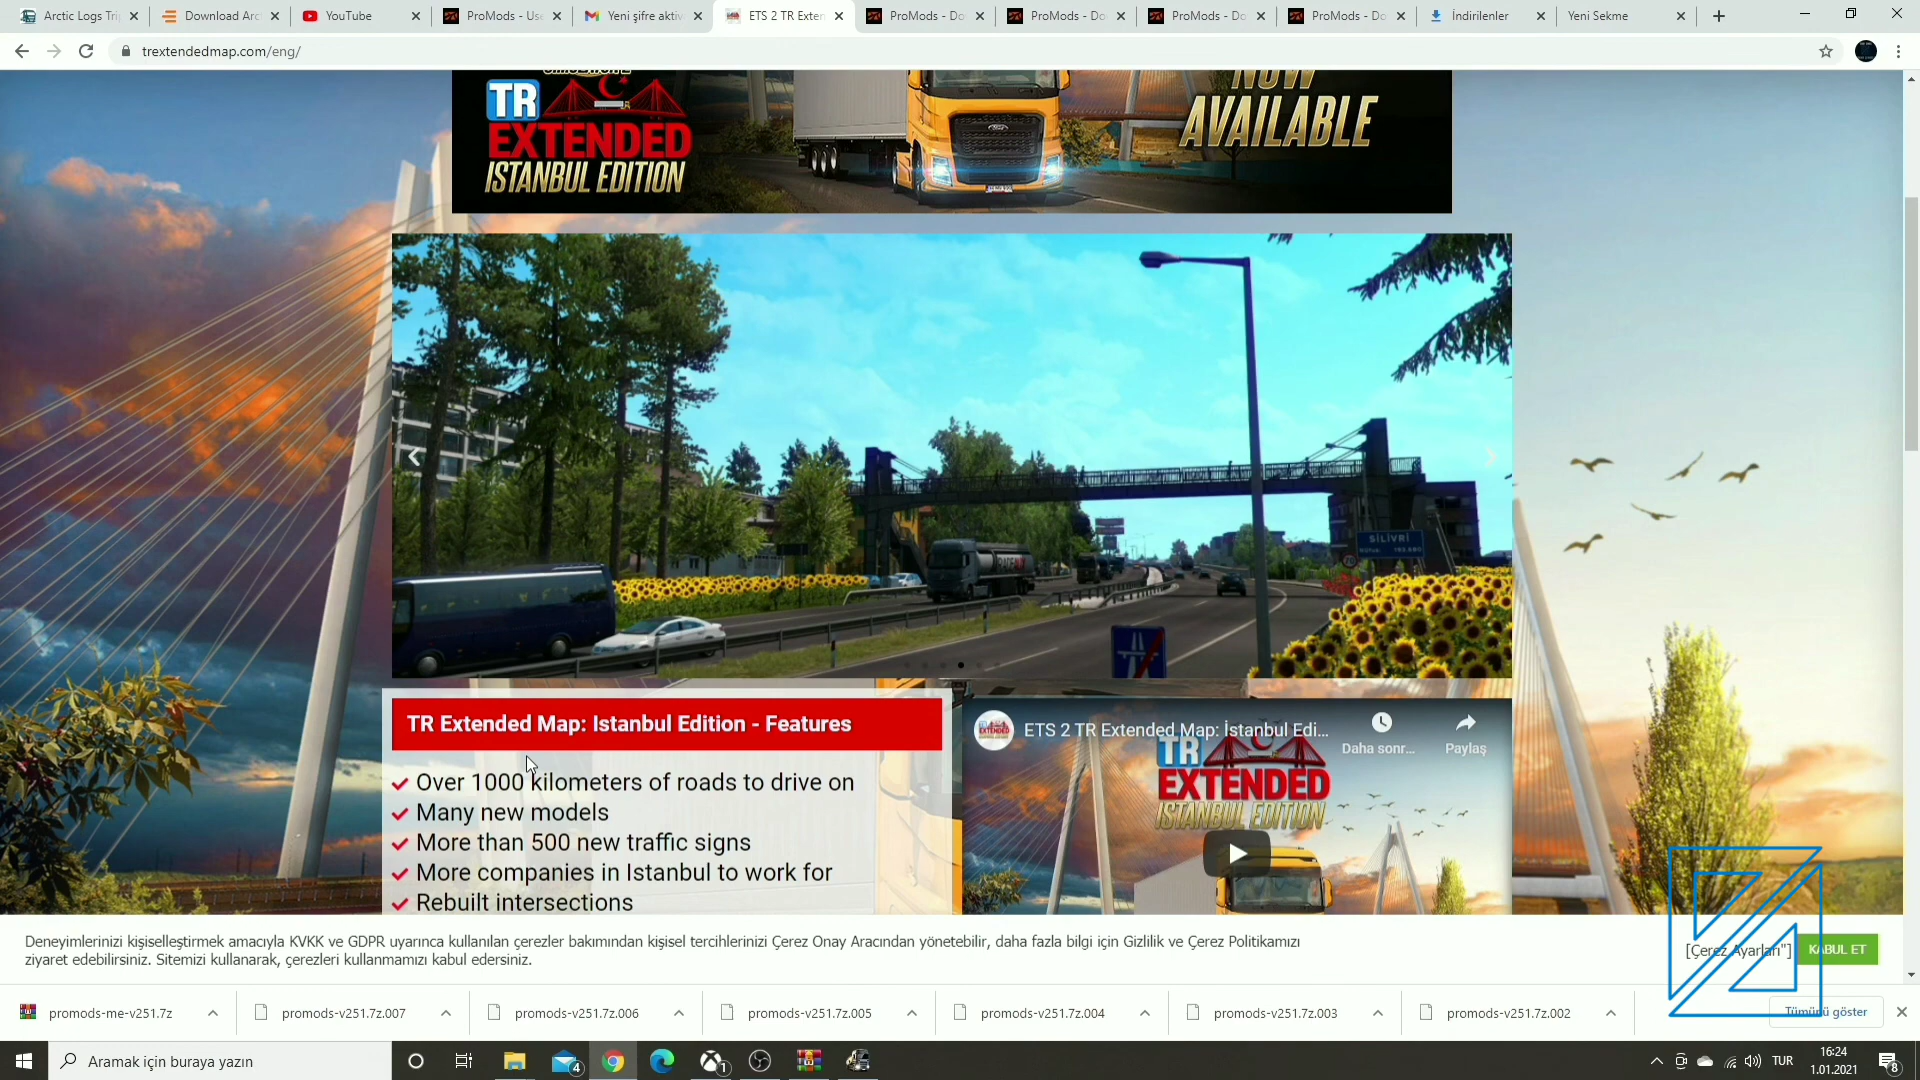 Arctic Logs Tri
Download Arc
YouTube
ProMods - Use
Yeni şifre aktiv
ETS 2 TR Exten
ProMods - Do
ProMods - Do
ProMods - Do
ProMods - Do
İndirilenler
Yeni Sekme
trextendedmap.com/eng/
TR
EXTENDED
ISTANBUL EDITION
NOW
AVAILABLE
SİLİVRİ
TR Extended Map: Istanbul Edition - Features
Over 1000 kilometers of roads to drive on
Many new models
More than 500 new traffic signs
More companies in Istanbul to work for
Rebuilt intersections
ETS 2 TR Extended Map: İstanbul Edi...
Daha sonr...
Paylaş
TR
EXTENDED
ISTANBUL EDITION
Deneyimlerinizi kişiselleştirmek amacıyla KVKK ve GDPR uyarınca kullanılan çerezler bakımından kişisel tercihlerinizi Çerez Onay Aracından yönetebilir, daha fazla bilgi için Gizlilik ve Çerez Politikamızı
ziyaret edebilirsiniz. Sitemizi kullanarak, çerezleri kullanmamızı kabul edersiniz.
[Çerez Ayarları"]
KABUL ET
promods-me-v251.7z
promods-v251.7z.007
promods-v251.7z.006
promods-v251.7z.005
promods-v251.7z.004
promods-v251.7z.003
promods-v251.7z.002
Tümünü göster
Aramak için buraya yazın
4
1
TUR
16:24
1.01.2021
8